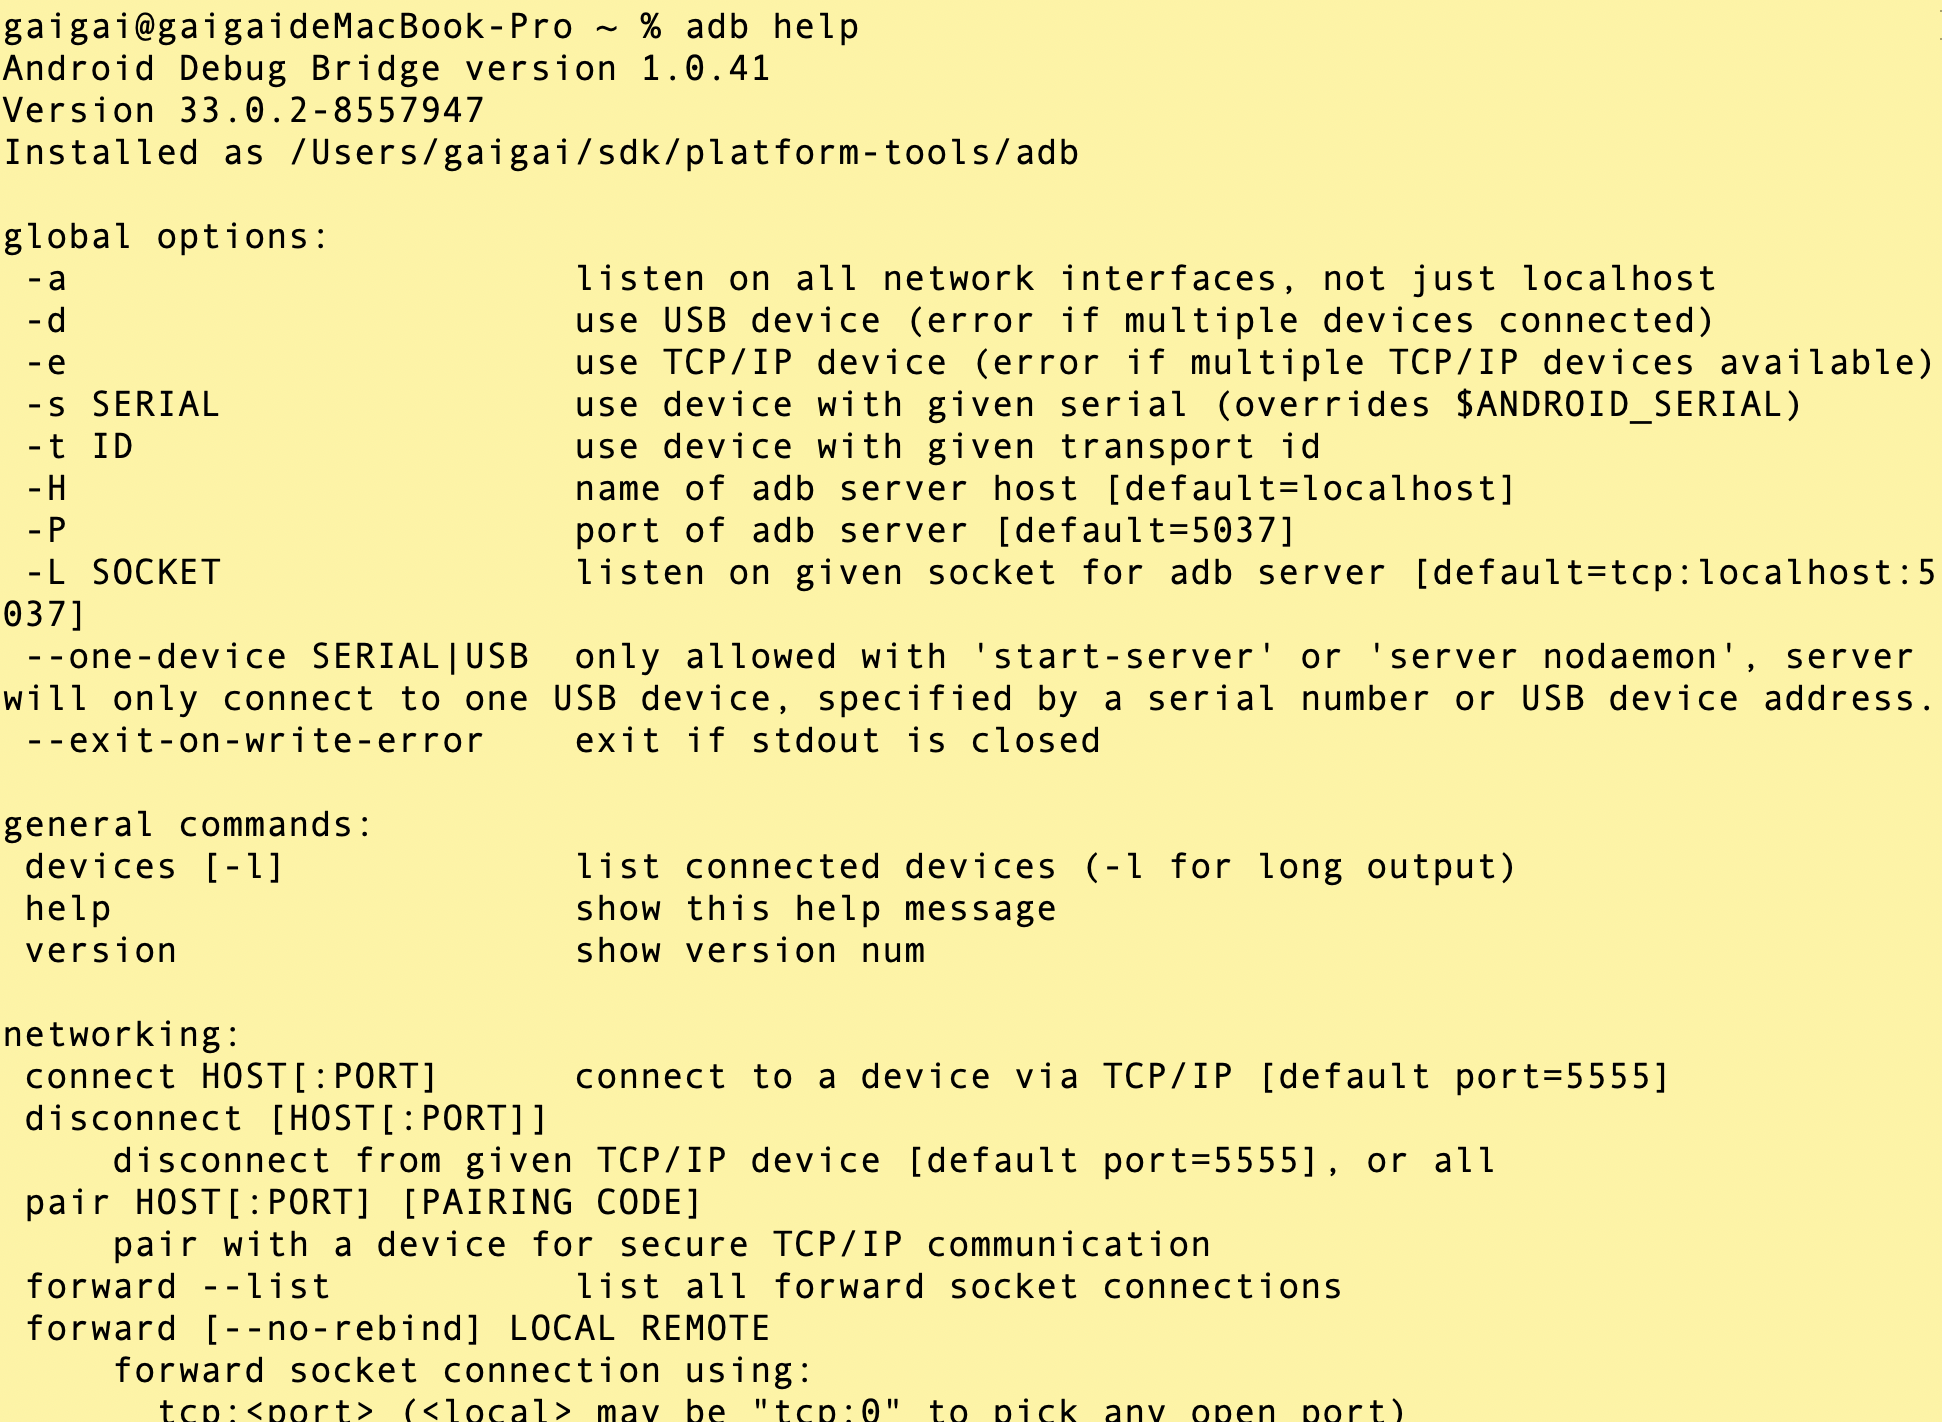 gaigai@gaigaideMacBook-Pro ~ % adb help
Android Debug Bridge version 1.0.41
Version 33.0.2-8557947
Installed as /Users/gaigai/sdk/platform-tools/adb

global options:
 -a                       listen on all network interfaces, not just localhost
 -d                       use USB device (error if multiple devices connected)
 -e                       use TCP/IP device (error if multiple TCP/IP devices available)
 -s SERIAL                use device with given serial (overrides $ANDROID_SERIAL)
 -t ID                    use device with given transport id
 -H                       name of adb server host [default=localhost]
 -P                       port of adb server [default=5037]
 -L SOCKET                listen on given socket for adb server [default=tcp:localhost:5
037]
 --one-device SERIAL|USB  only allowed with 'start-server' or 'server nodaemon', server
will only connect to one USB device, specified by a serial number or USB device address.
 --exit-on-write-error    exit if stdout is closed

general commands:
 devices [-l]             list connected devices (-l for long output)
 help                     show this help message
 version                  show version num

networking:
 connect HOST[:PORT]      connect to a device via TCP/IP [default port=5555]
 disconnect [HOST[:PORT]]
     disconnect from given TCP/IP device [default port=5555], or all
 pair HOST[:PORT] [PAIRING CODE]
     pair with a device for secure TCP/IP communication
 forward --list           list all forward socket connections
 forward [--no-rebind] LOCAL REMOTE
     forward socket connection using:
       tcp:<port> (<local> may be "tcp:0" to pick any open port)